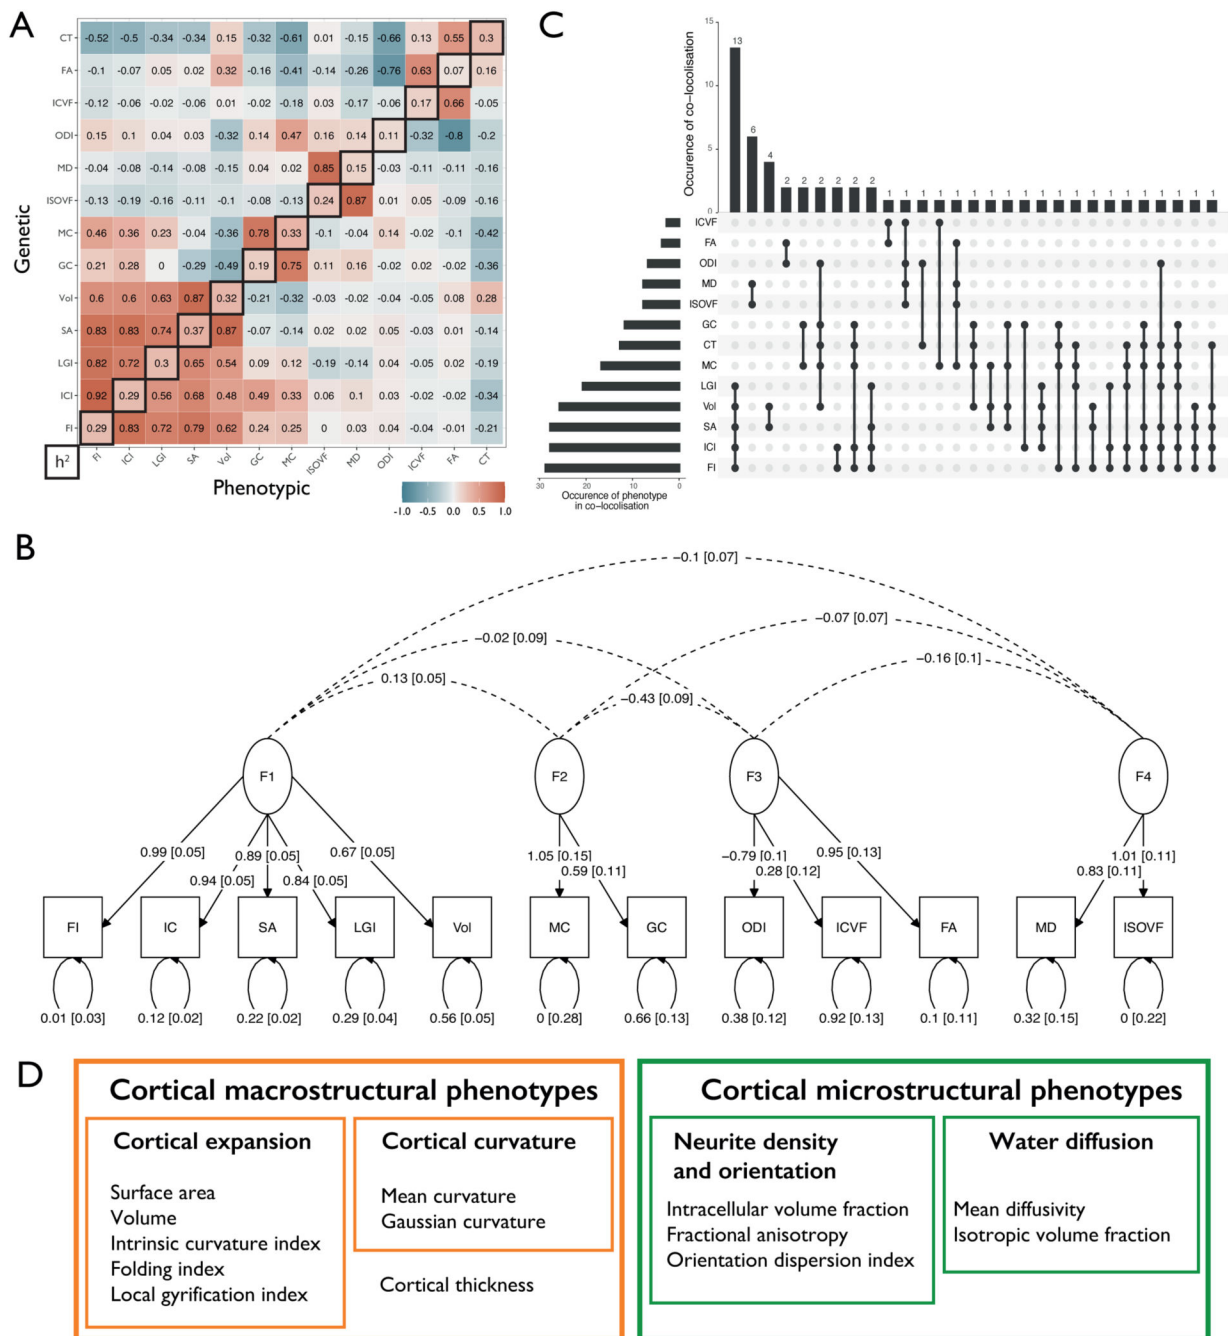 A
CT -0.52 -0.5 -0.34 -0.34 0.15 -0.32 -0.61 0.01 -0.15 -0.66 0.13 0.55 0.3
FA -0.1 -0.07 0.05 0.02 0.32 -0.16 -0.41 -0.14 -0.26 -0.76 0.63 0.07 0.16
ICVF -0.12 -0.06 -0.02 -0.06 0.01 -0.02 -0.18 0.03 -0.17 -0.06 0.17 0.66 -0.05
ODI 0.15 0.1 0.04 0.03 -0.32 0.14 0.47 0.16 0.14 0.11 -0.32 -0.8 -0.2
MD -0.04 -0.08 -0.14 -0.08 -0.15 0.04 0.02 0.85 0.15 -0.03 -0.11 -0.11 -0.16
ISOVF -0.13 -0.19 -0.16 -0.11 -0.1 -0.08 -0.13 0.24 0.87 0.01 0.05 -0.09 -0.16
MC 0.46 0.36 0.23 -0.04 -0.36 0.78 0.33 -0.1 -0.04 0.14 -0.02 -0.1 -0.42
GC 0.21 0.28 0 -0.29 -0.49 0.19 0.75 0.11 0.16 -0.02 0.02 -0.02 -0.36
Vol 0.6 0.6 0.63 0.87 0.32 -0.21 -0.32 -0.03 -0.02 -0.04 -0.05 0.08 0.28
SA 0.83 0.83 0.74 0.37 0.87 -0.07 -0.14 0.02 0.02 0.05 -0.03 -0.01 -0.14
LGI 0.82 0.72 0.3 0.65 0.54 0.09 0.12 -0.19 -0.14 0.04 -0.05 -0.02 -0.19
ICI 0.92 0.29 0.56 0.68 0.48 0.49 0.33 0.06 0.1 0.03 -0.02 -0.02 -0.34
FI 0.29 0.83 0.72 0.79 0.62 0.24 0.25 0 0.03 0.04 -0.04 -0.01 -0.21
Genetic
h²
FI ICI LGI SA Vol GC MC ISOVF MD ODI ICVF FA CT
Phenotypic
-1.0 -0.5 0.0 0.5 1.0
C
Occurence of co-locolisation
15
10
5
0
13 6 4 2 2 2 2 2 2 1 1 1 1 1 1 1 1 1 1 1 1 1 1 1 1 1 1 1 1
ICVF
FA
ODI
MD
ISOVF
GC
CT
MC
LGI
Vol
SA
ICI
FI
30 20 10 0
Occurence of phenotype
in co-locolisation
B
−0.1 [0.07]
−0.07 [0.07]
−0.02 [0.09]
−0.16 [0.1]
0.13 [0.05]
−0.43 [0.09]
F1 F2 F3 F4
0.99 [0.05] 0.89 [0.05] 0.67 [0.05] 1.05 [0.15] −0.79 [0.1] 0.95 [0.13] 1.01 [0.11]
0.94 [0.05] 0.84 [0.05] 0.59 [0.11] 0.28 [0.12] 0.83 [0.11]
FI IC SA LGI Vol MC GC ODI ICVF FA MD ISOVF
0.01 [0.03] 0.12 [0.02] 0.22 [0.02] 0.29 [0.04] 0.56 [0.05] 0 [0.28] 0.66 [0.13] 0.38 [0.12] 0.92 [0.13] 0.1 [0.11] 0.32 [0.15] 0 [0.22]
D
Cortical macrostructural phenotypes
Cortical expansion
Surface area
Volume
Intrinsic curvature index
Folding index
Local gyrification index
Cortical curvature
Mean curvature
Gaussian curvature
Cortical thickness
Cortical microstructural phenotypes
Neurite density
and orientation
Intracellular volume fraction
Fractional anisotropy
Orientation dispersion index
Water diffusion
Mean diffusivity
Isotropic volume fraction